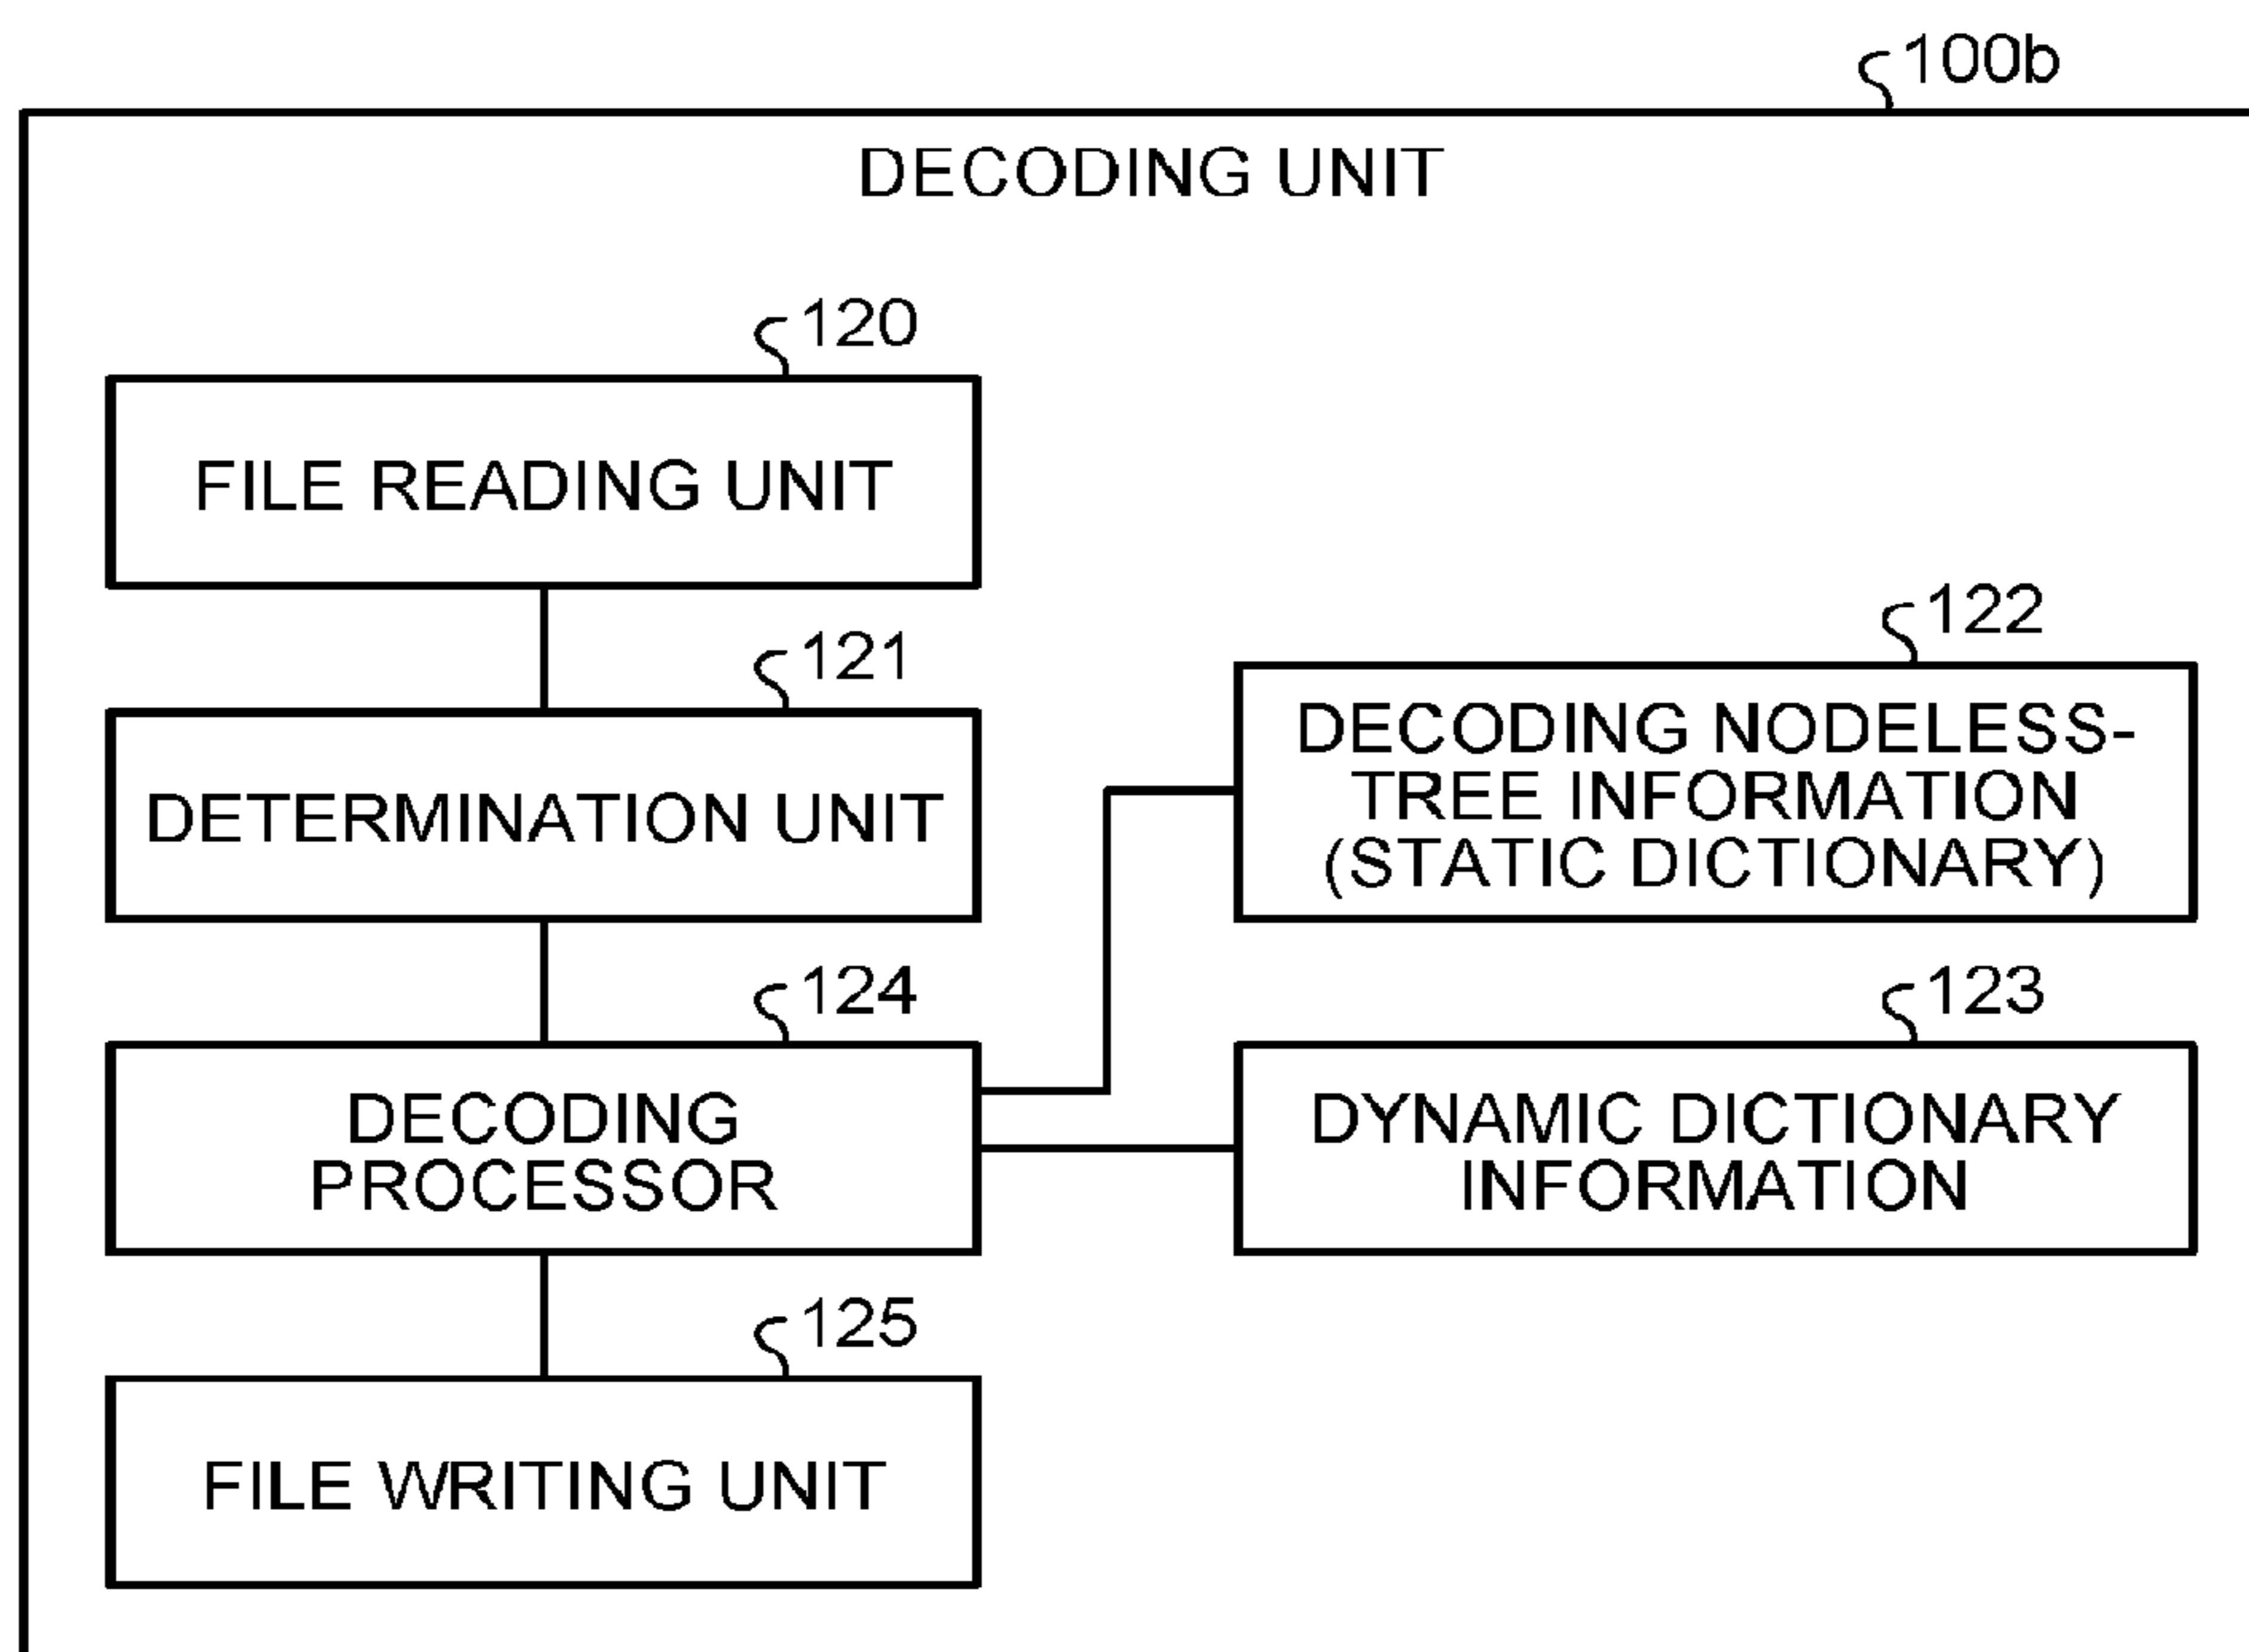 100b
DECODING UNIT
120
FILE READING UNIT
121
DETERMINATION UNIT
122
DECODING NODELESS-
TREE INFORMATION
(STATIC DICTIONARY)
124
DECODING
PROCESSOR
123
DYNAMIC DICTIONARY
INFORMATION
125
FILE WRITING UNIT